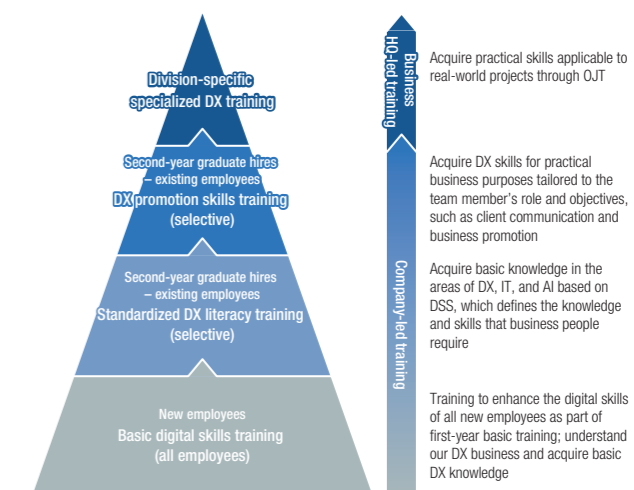 Division-specific
specialized DX training
Second-year graduate hires
– existing employees
DX promotion skills training
(selective)
Second-year graduate hires
– existing employees
Standardized DX literacy training
(selective)
New employees
Basic digital skills training
(all employees)
Business
HQ-led training
Company-led training
Acquire practical skills applicable to
real-world projects through OJT
Acquire DX skills for practical
business purposes tailored to the
team member’s role and objectives,
such as client communication and
business promotion
Acquire basic knowledge in the
areas of DX, IT, and AI based on
DSS, which defines the knowledge
and skills that business people
require
Training to enhance the digital skills
of all new employees as part of
first-year basic training; understand
our DX business and acquire basic
DX knowledge